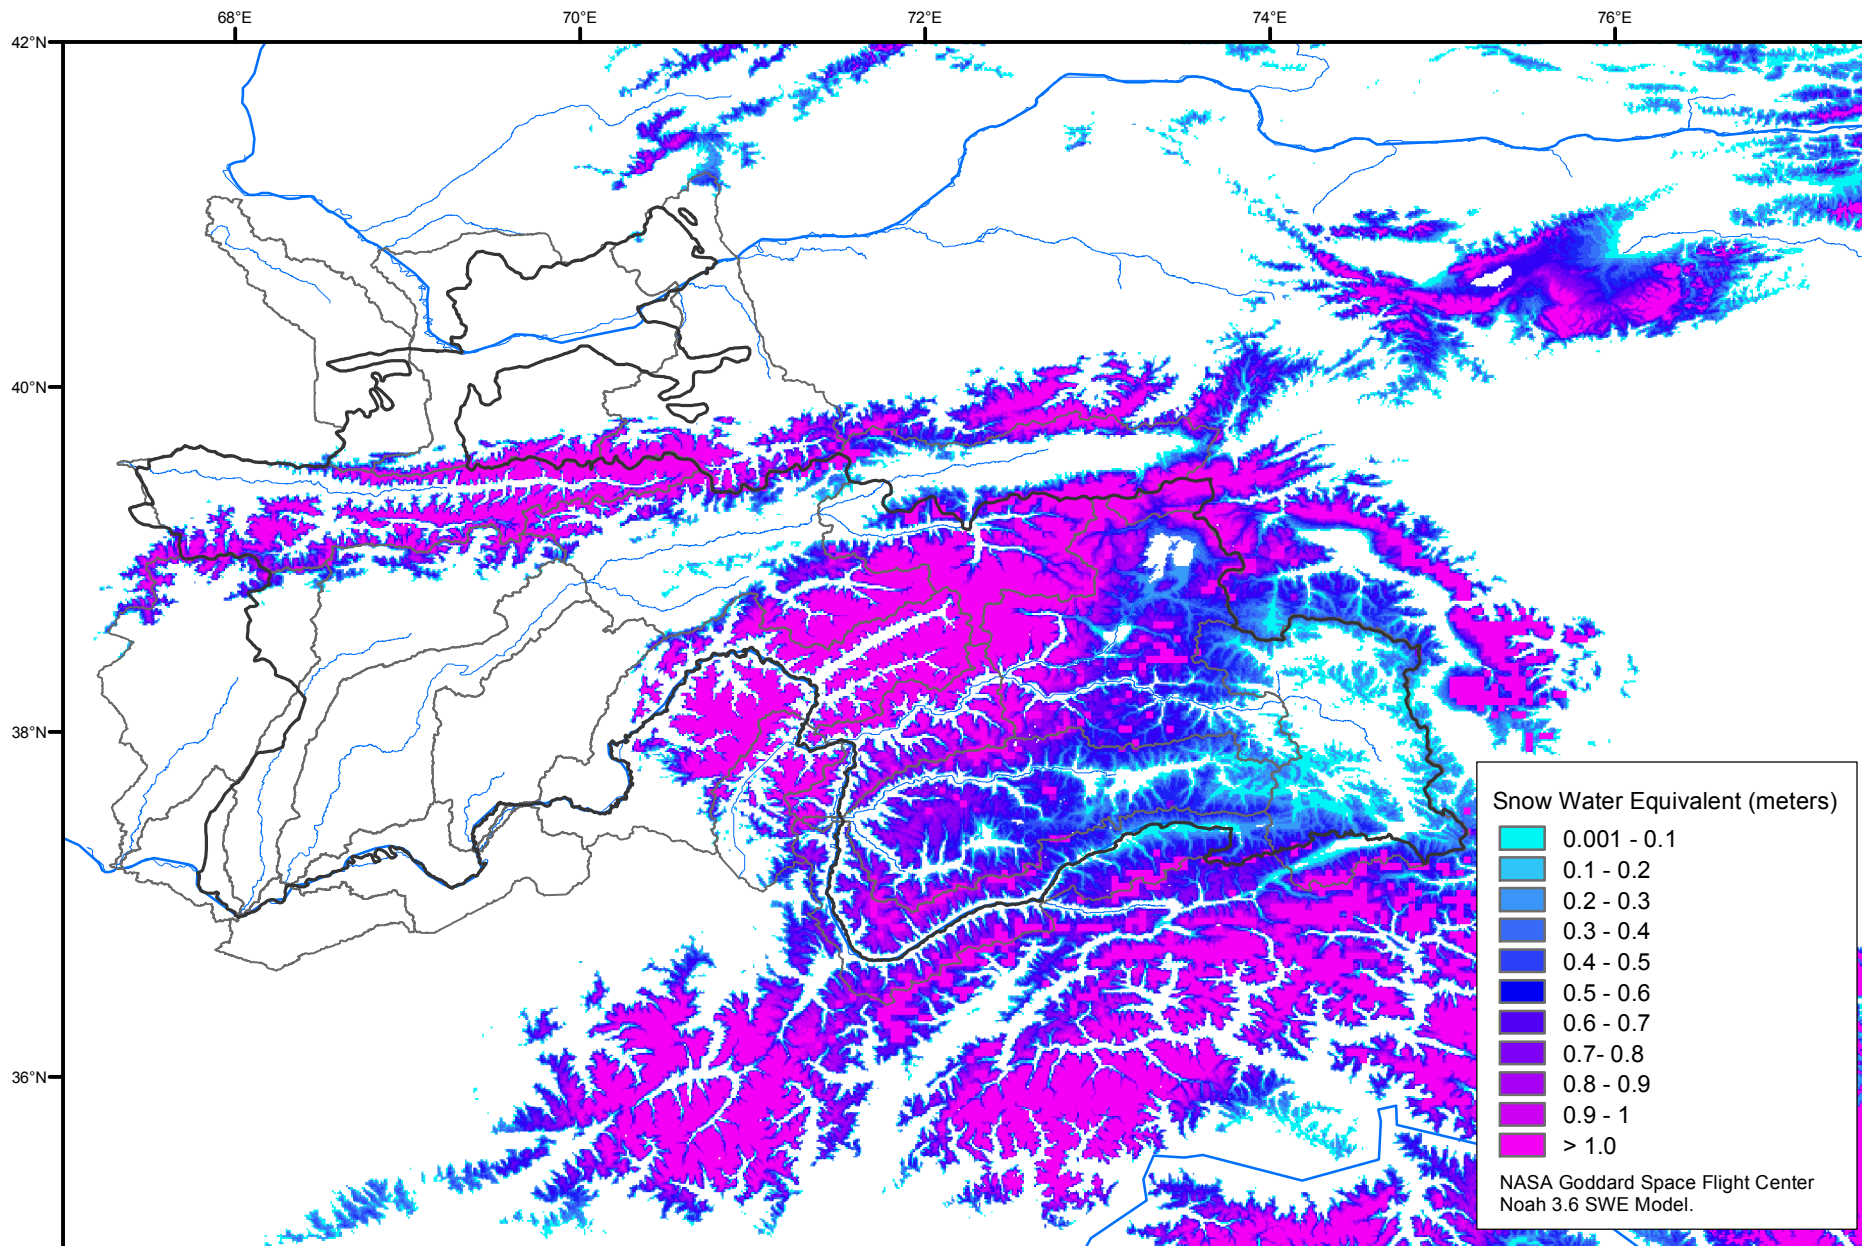 68°E 70°E 72°E 74°E 76°E
42°N
40°N
38°N
36°N
Snow Water Equivalent (meters)
0.001 - 0.1
0.1 - 0.2
0.2 - 0.3
0.3 - 0.4
0.4 - 0.5
0.5 - 0.6
0.6 - 0.7
0.7- 0.8
0.8 - 0.9
0.9 - 1
> 1.0
NASA Goddard Space Flight Center
Noah 3.6 SWE Model.